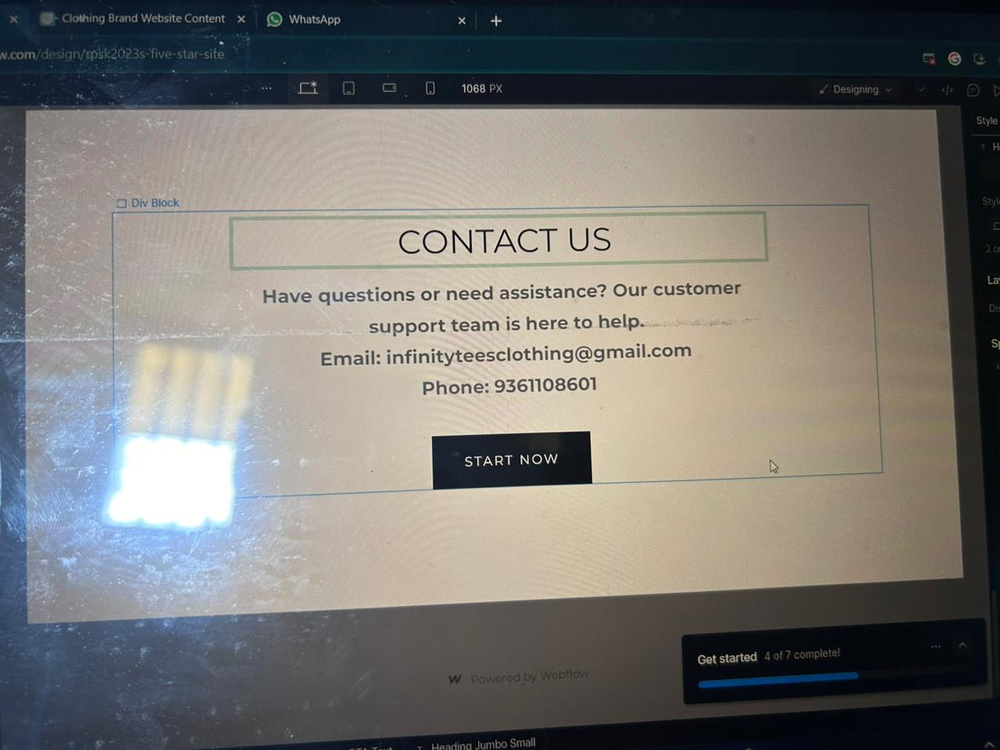 Clothing Brand Website Content
WhatsApp
w.com/design/rpsk2023s-five-star-site
1068 PX
Designing
Style
Div Block
CONTACT US
Have questions or need assistance? Our customer
support team is here to help.
Email: infinityteesclothing@gmail.com
Phone: 9361108601
START NOW
Get started 4 of 7 complete!
W Powered by Webflow
Heading Jumbo Small